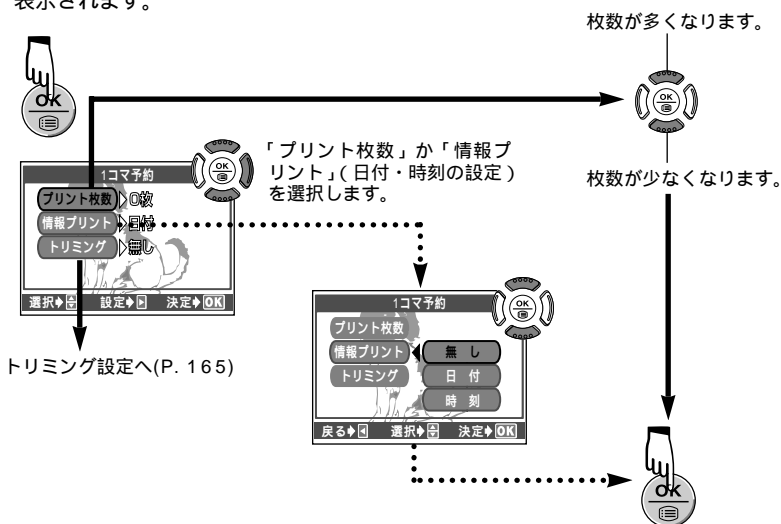 表示されます。
枚数が多くなります。
OK
OK
「プリント枚数」か「情報プ
リント」(日付・時刻の設定)
を選択します。
OK
枚数が少なくなります。
1コマ予約
プリント枚数 0枚
情報プリント 日付
トリミング 無し
選択 設定 決定OK
トリミング設定へ(P. 165)
1コマ予約
OK
プリント枚数
情報プリント 無 し
トリミング 日 付
時 刻
戻る 選択 決定OK
OK